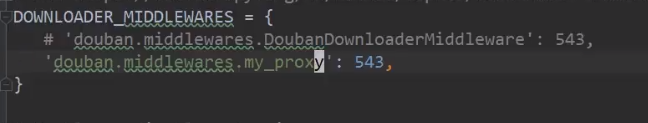 DOWNLOADER_MIDDLEWARES = {
# 'douban.middlewares.DoubanDownloaderMiddleware': 543,
'douban.middlewares.my_proxy': 543,
}